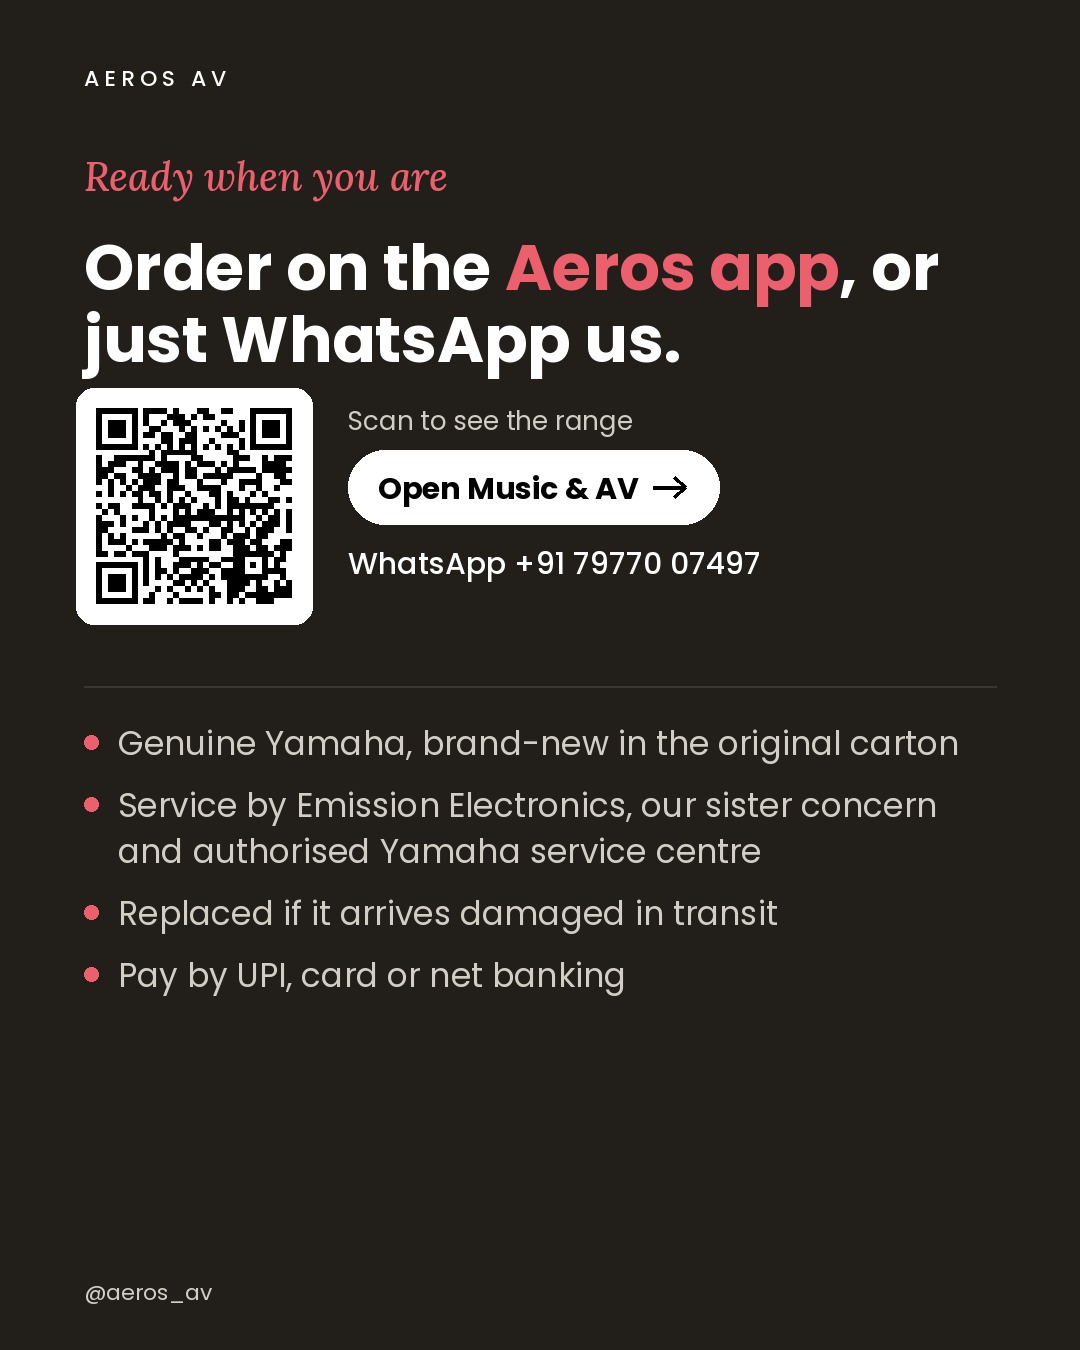 AEROS AV
Ready when you are
Order on the Aeros app, or
just WhatsApp us.
Scan to see the range
Open Music & AV →
WhatsApp +91 79770 07497
Genuine Yamaha, brand-new in the original carton
Service by Emission Electronics, our sister concern
and authorised Yamaha service centre
Replaced if it arrives damaged in transit
Pay by UPI, card or net banking
@aeros_av